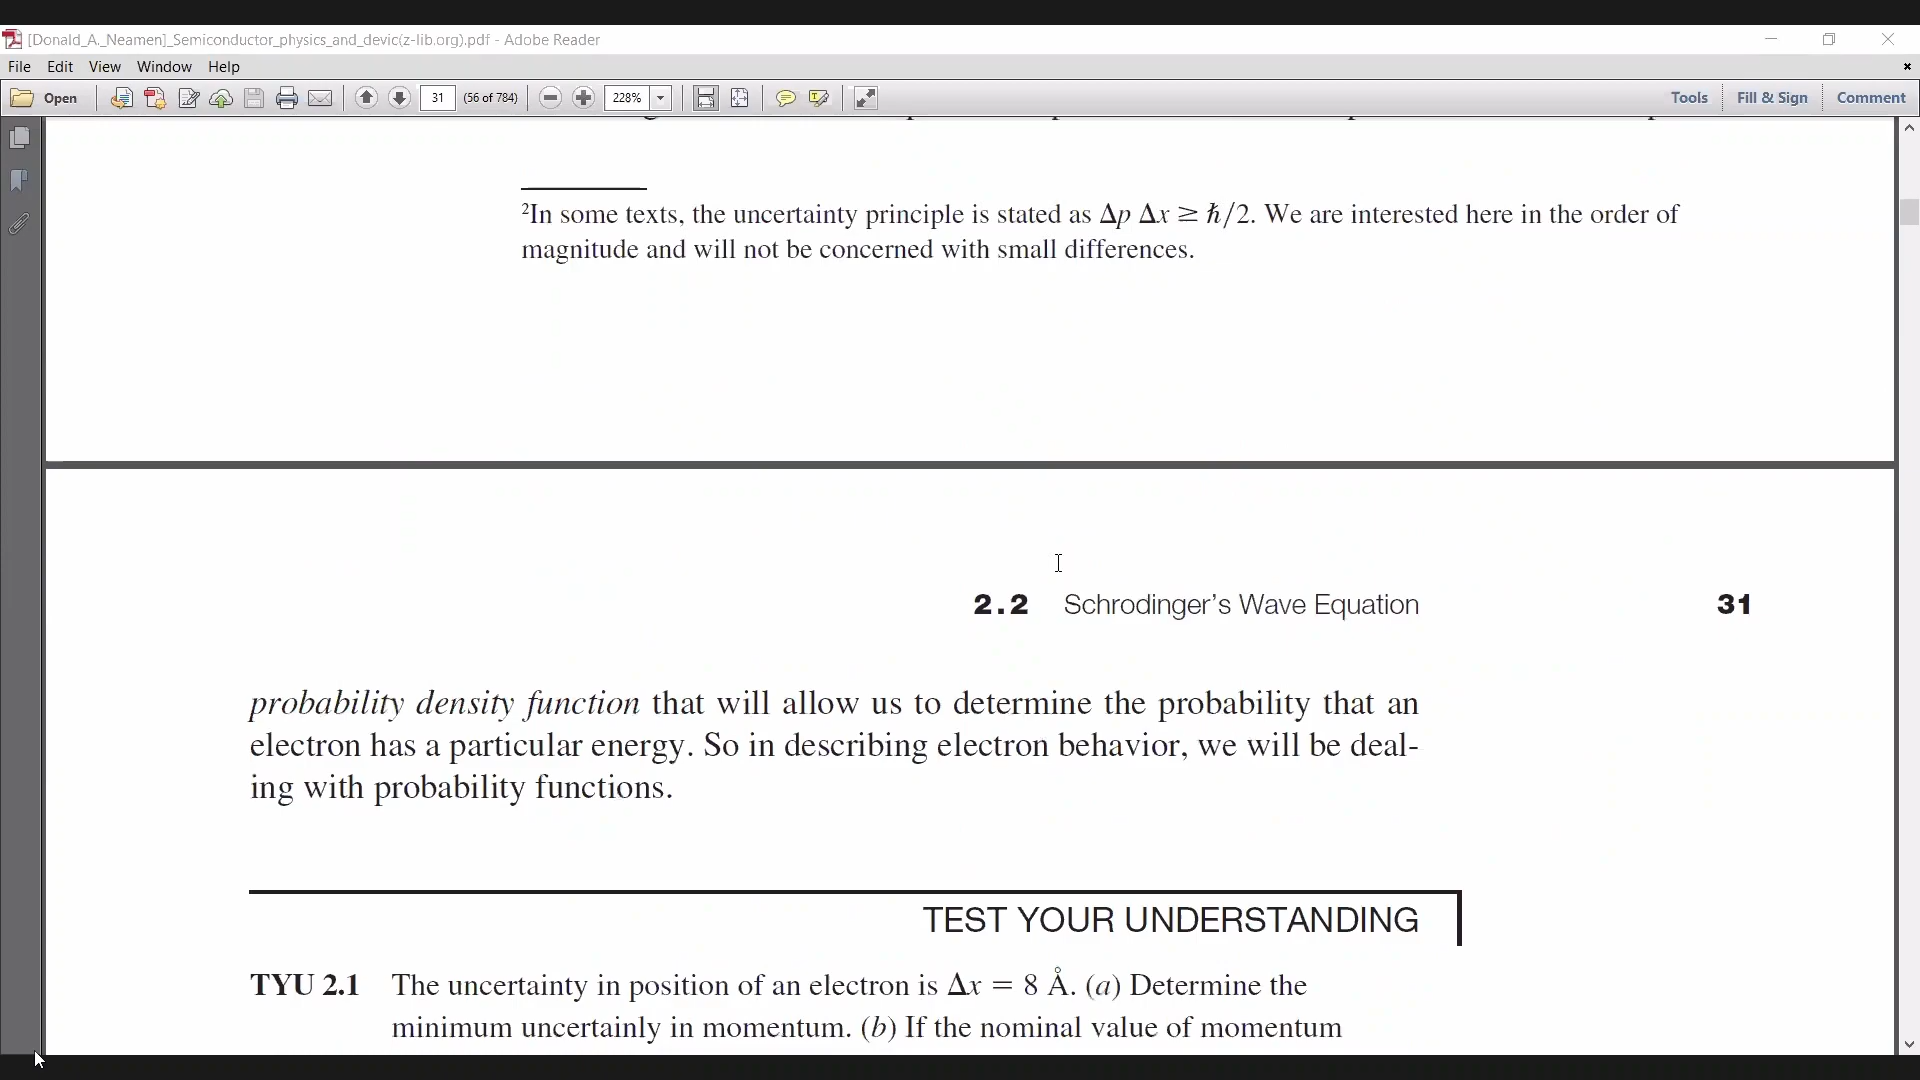 [Donald_A._Neamen]_Semiconductor_physics_and_devic(z-lib.org).pdf - Adobe Reader
File Edit View Window Help
Open 31 (56 of 784) 228% Tools Fill & Sign Comment
²In some texts, the uncertainty principle is stated as Δp Δx ≥ ℏ/2. We are interested here in the order of
magnitude and will not be concerned with small differences.
2.2 Schrodinger’s Wave Equation 31
probability density function that will allow us to determine the probability that an
electron has a particular energy. So in describing electron behavior, we will be deal-
ing with probability functions.
TEST YOUR UNDERSTANDING
TYU 2.1 The uncertainty in position of an electron is Δx = 8 Å. (a) Determine the
minimum uncertainly in momentum. (b) If the nominal value of momentum